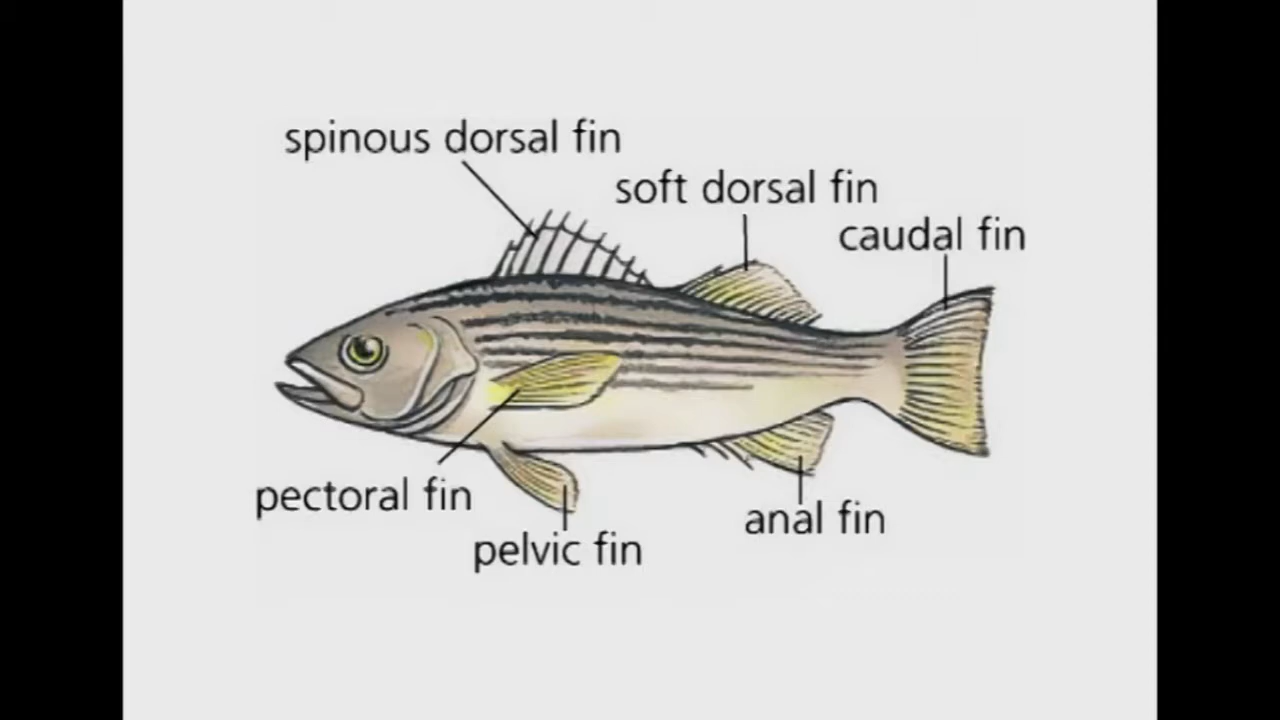 spinous dorsal fin
soft dorsal fin
caudal fin
pectoral fin
anal fin
pelvic fin